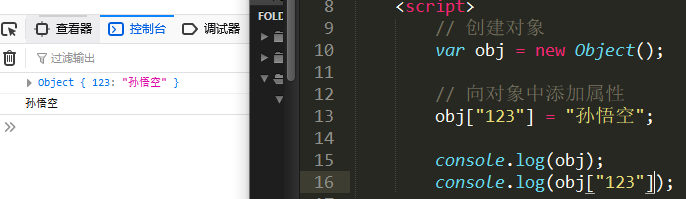 查看器 控制台 调试器
过滤输出
Object { 123: "孙悟空" }
孙悟空
FOLD
8 <script>
9 // 创建对象
10 var obj = new Object();
11
12 // 向对象中添加属性
13 obj["123"] = "孙悟空";
14
15 console.log(obj);
16 console.log(obj["123"]);